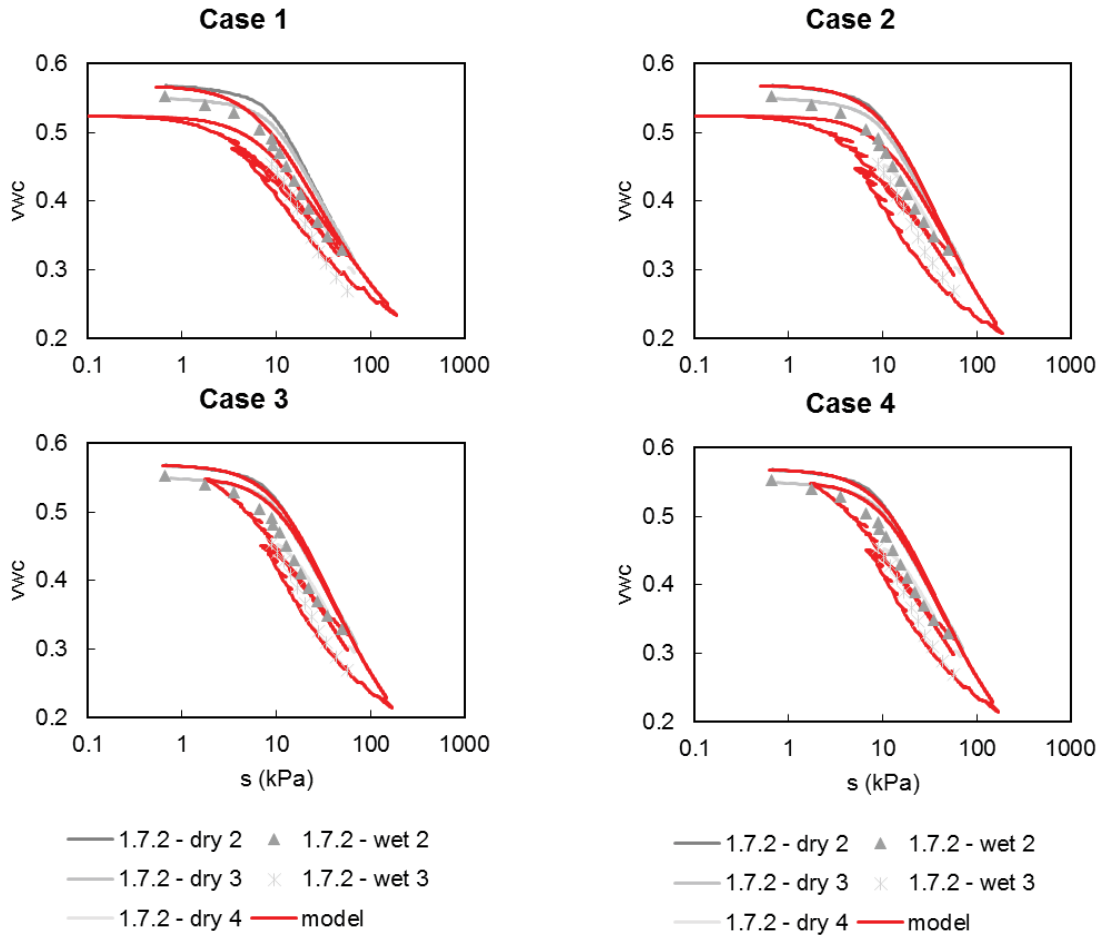 Case 1
0.6
0.5
0.4
0.3
0.2
vwc
0.1 1 10 100 1000
Case 2
0.6
0.5
0.4
0.3
0.2
vwc
0.1 1 10 100 1000
Case 3
0.6
0.5
0.4
0.3
0.2
vwc
0.1 1 10 100 1000
s (kPa)
Case 4
0.6
0.5
0.4
0.3
0.2
vwc
0.1 1 10 100 1000
s (kPa)
1.7.2 - dry 2 1.7.2 - wet 2
1.7.2 - dry 3 1.7.2 - wet 3
1.7.2 - dry 4 model
1.7.2 - dry 2 1.7.2 - wet 2
1.7.2 - dry 3 1.7.2 - wet 3
1.7.2 - dry 4 model